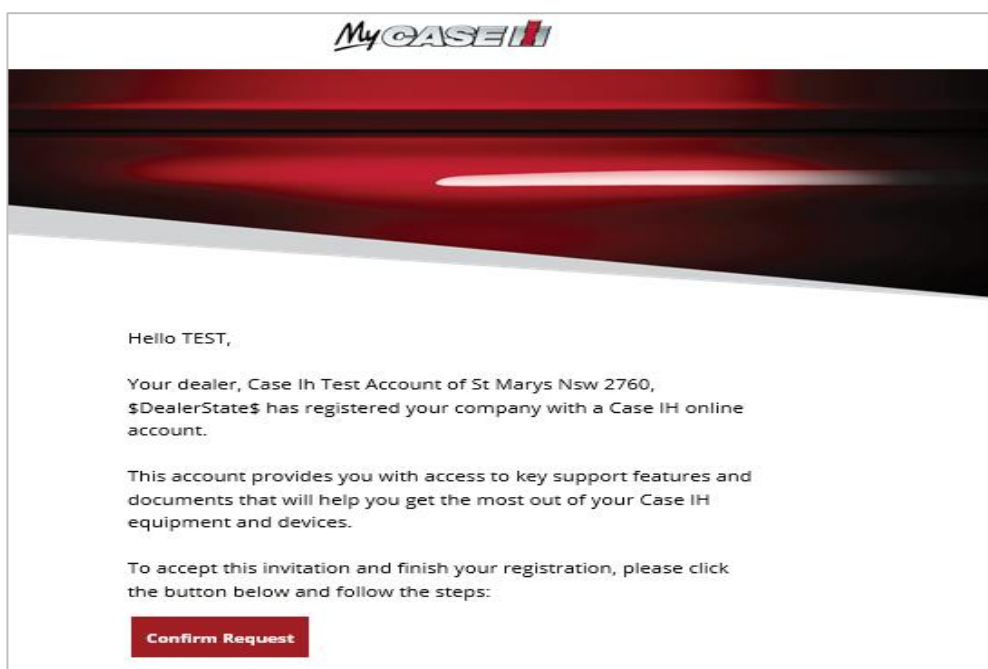 My CASE IH
Hello TEST,
Your dealer, Case Ih Test Account of St Marys Nsw 2760,
$DealerState$ has registered your company with a Case IH online
account.
This account provides you with access to key support features and
documents that will help you get the most out of your Case IH
equipment and devices.
To accept this invitation and finish your registration, please click
the button below and follow the steps:
Confirm Request